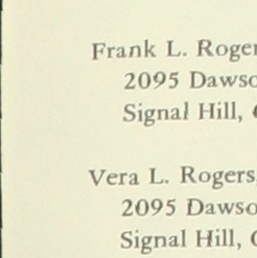 Frank L. Roger
2095 Dawso
Signal Hill,
Vera L. Rogers,
2095 Dawso
Signal Hill, C